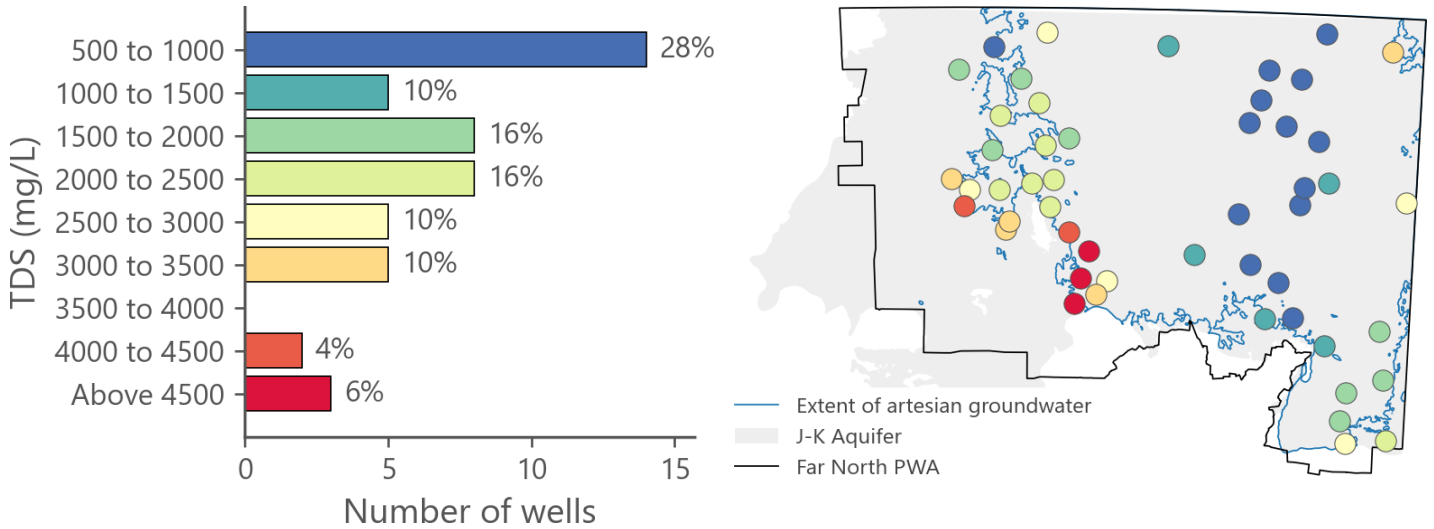 TDS (mg/L)
500 to 1000
28%
1000 to 1500
10%
1500 to 2000
16%
2000 to 2500
16%
2500 to 3000
10%
3000 to 3500
10%
3500 to 4000
4000 to 4500
4%
Above 4500
6%
0 5 10 15
Number of wells
Extent of artesian groundwater
J-K Aquifer
Far North PWA